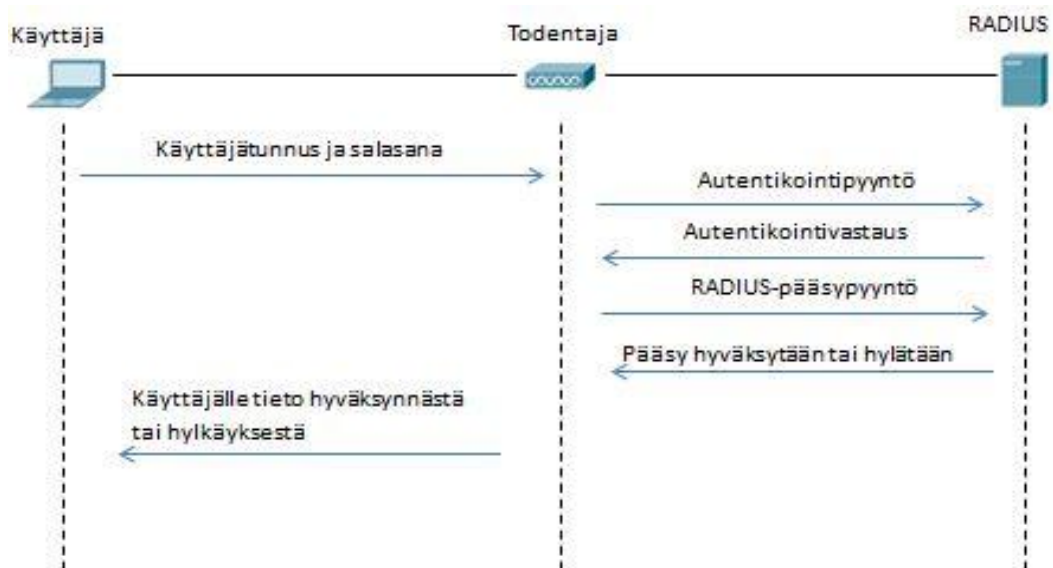 Käyttäjä
Todentaja
RADIUS
Käyttäjätunnus ja salasana
Autentikointipyyntö
Autentikointivastaus
RADIUS-pääsypyyntö
Pääsy hyväksytään tai hylätään
Käyttäjälle tieto hyväksynnästä
tai hylkäyksestä